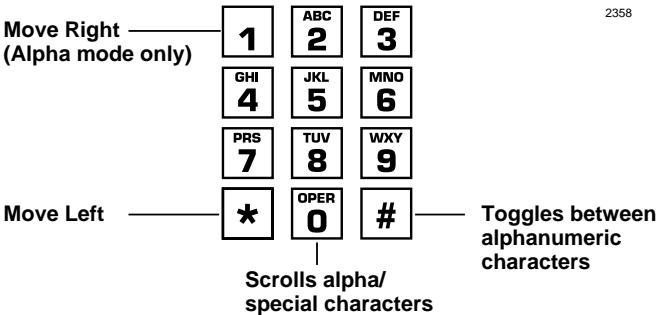 2358
Move Right
(Alpha mode only)
1
ABC
2
DEF
3
GHI
4
JKL
5
MNO
6
PRS
7
TUV
8
WXY
9
Move Left
*
OPER
0
#
Toggles between
alphanumeric
characters
Scrolls alpha/
special characters